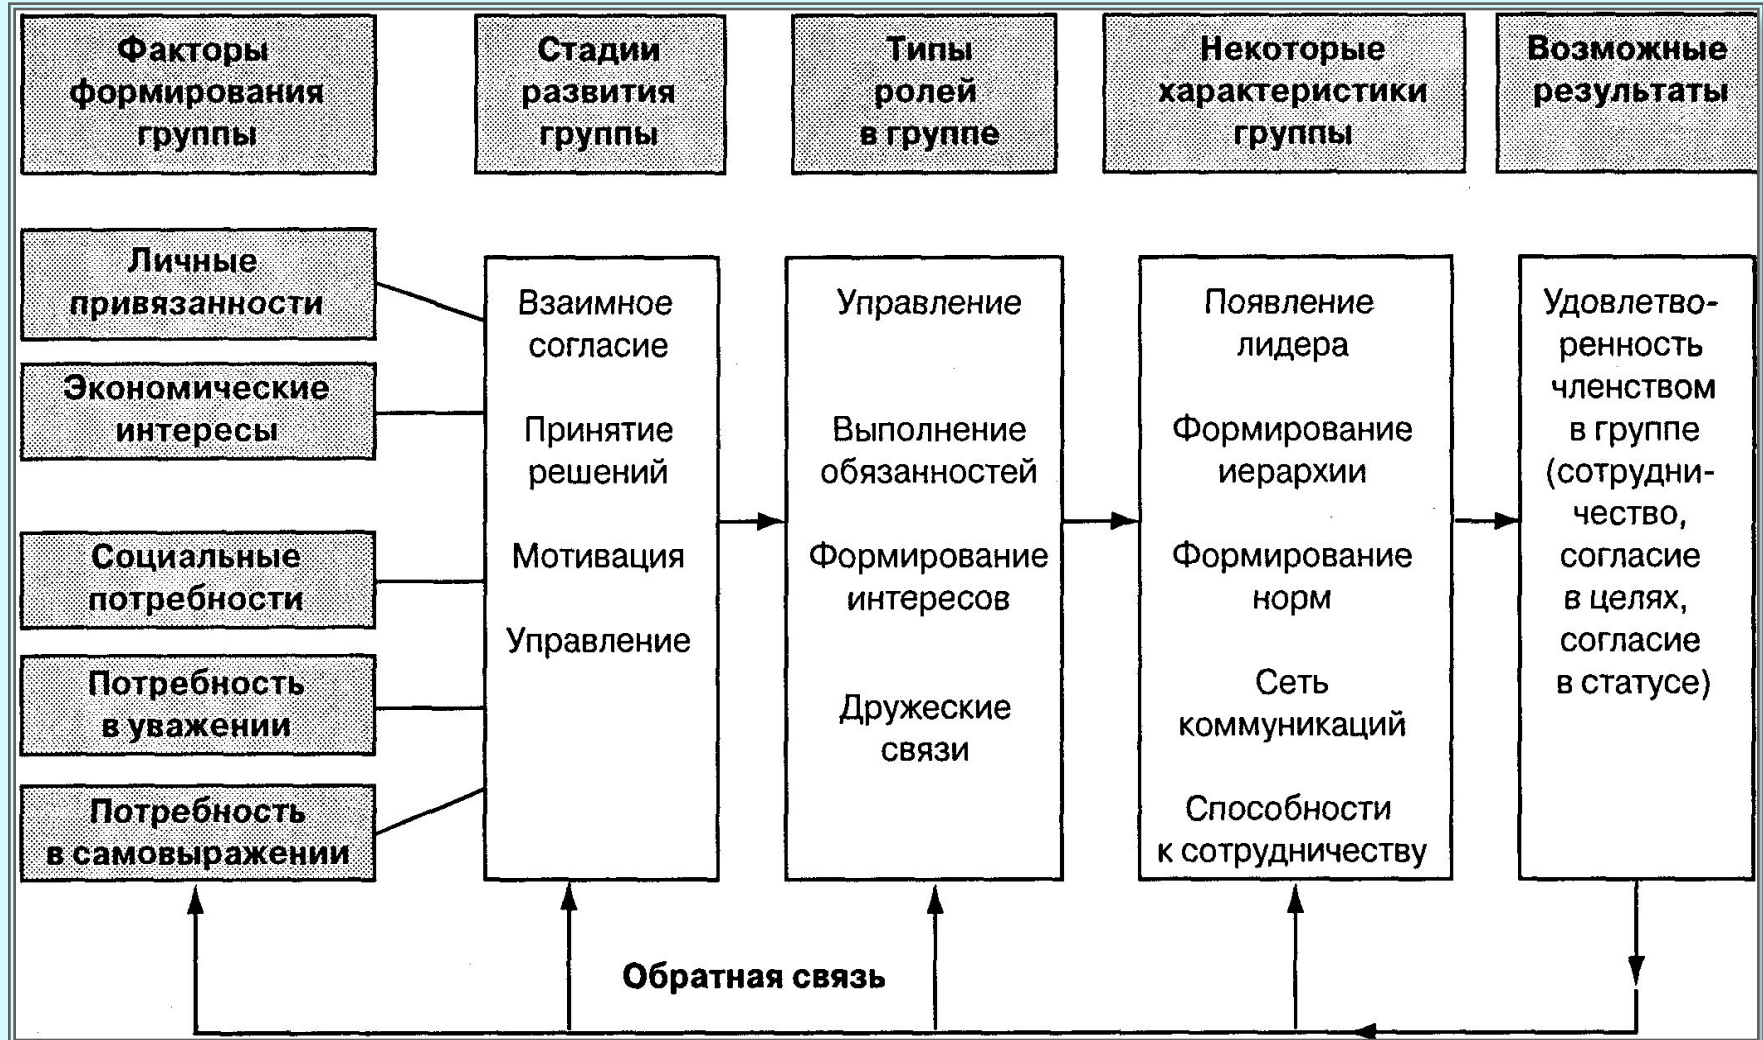 Факторы
формирования
группы
Стадии
развития
группы
Типы
ролей
в группе
Некоторые
характеристики
группы
Возможные
результаты
Личные
привязанности
Экономические
интересы
Социальные
потребности
Потребность
в уважении
Потребность
в самовыражении
Взаимное
согласие
Принятие
решений
Мотивация
Управление
Управление
Выполнение
обязанностей
Формирование
интересов
Дружеские
связи
Появление
лидера
Формирование
иерархии
Формирование
норм
Сеть
коммуникаций
Способности
к сотрудничеству
Удовлетво-
ренность
членством
в группе
(сотрудни-
чество,
согласие
в целях,
согласие
в статусе)
Обратная связь